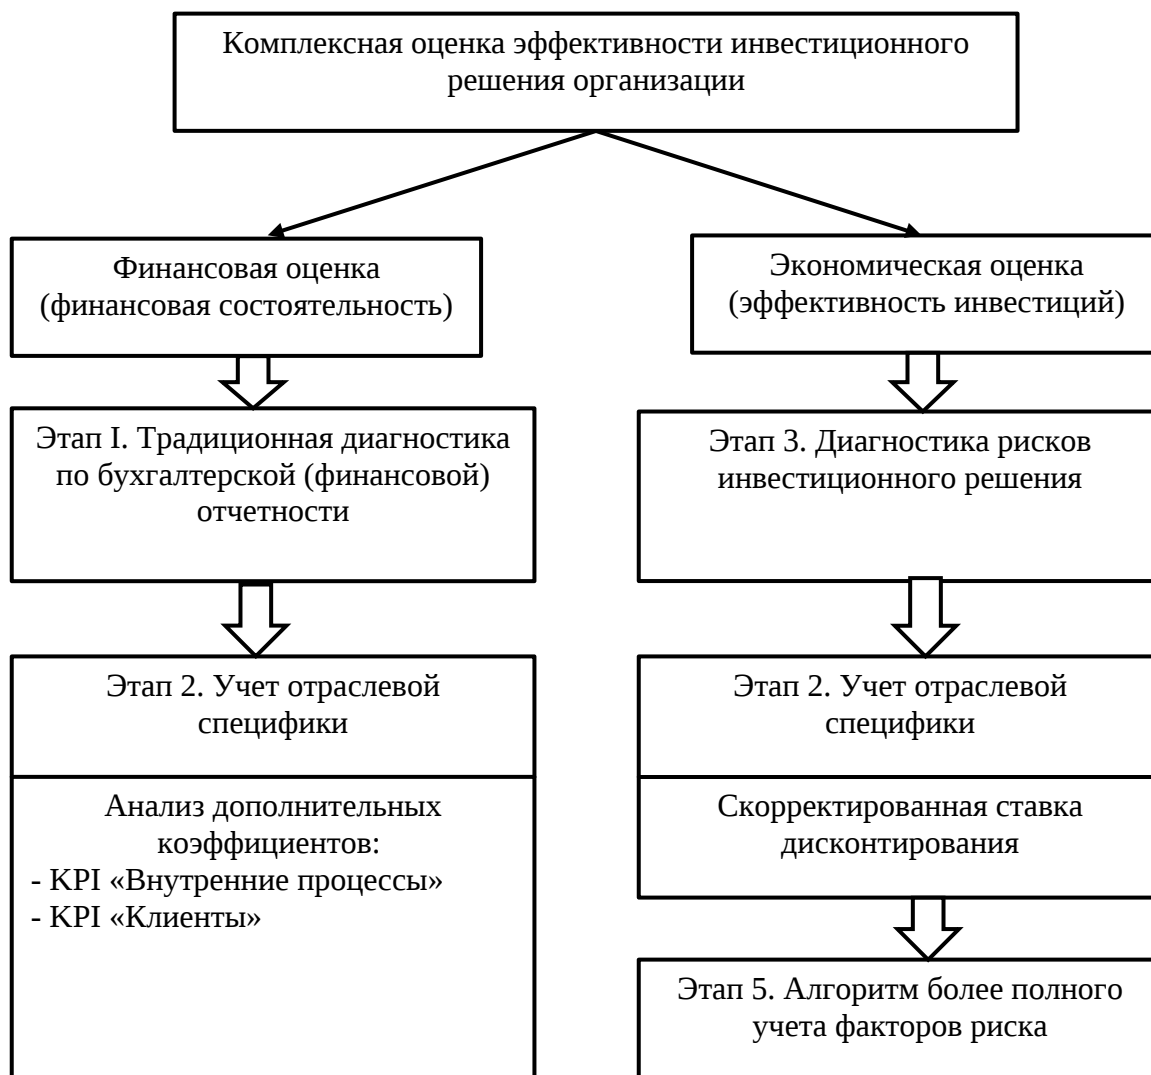 Комплексная оценка эффективности инвестиционного
решения организации
Финансовая оценка
(финансовая состоятельность)
Экономическая оценка
(эффективность инвестиций)
Этап I. Традиционная диагностика
по бухгалтерской (финансовой)
отчетности
Этап 3. Диагностика рисков
инвестиционного решения
Этап 2. Учет отраслевой
специфики
Этап 2. Учет отраслевой
специфики
Анализ дополнительных
коэффициентов:
- KPI «Внутренние процессы»
- KPI «Клиенты»
Скорректированная ставка
дисконтирования
Этап 5. Алгоритм более полного
учета факторов риска